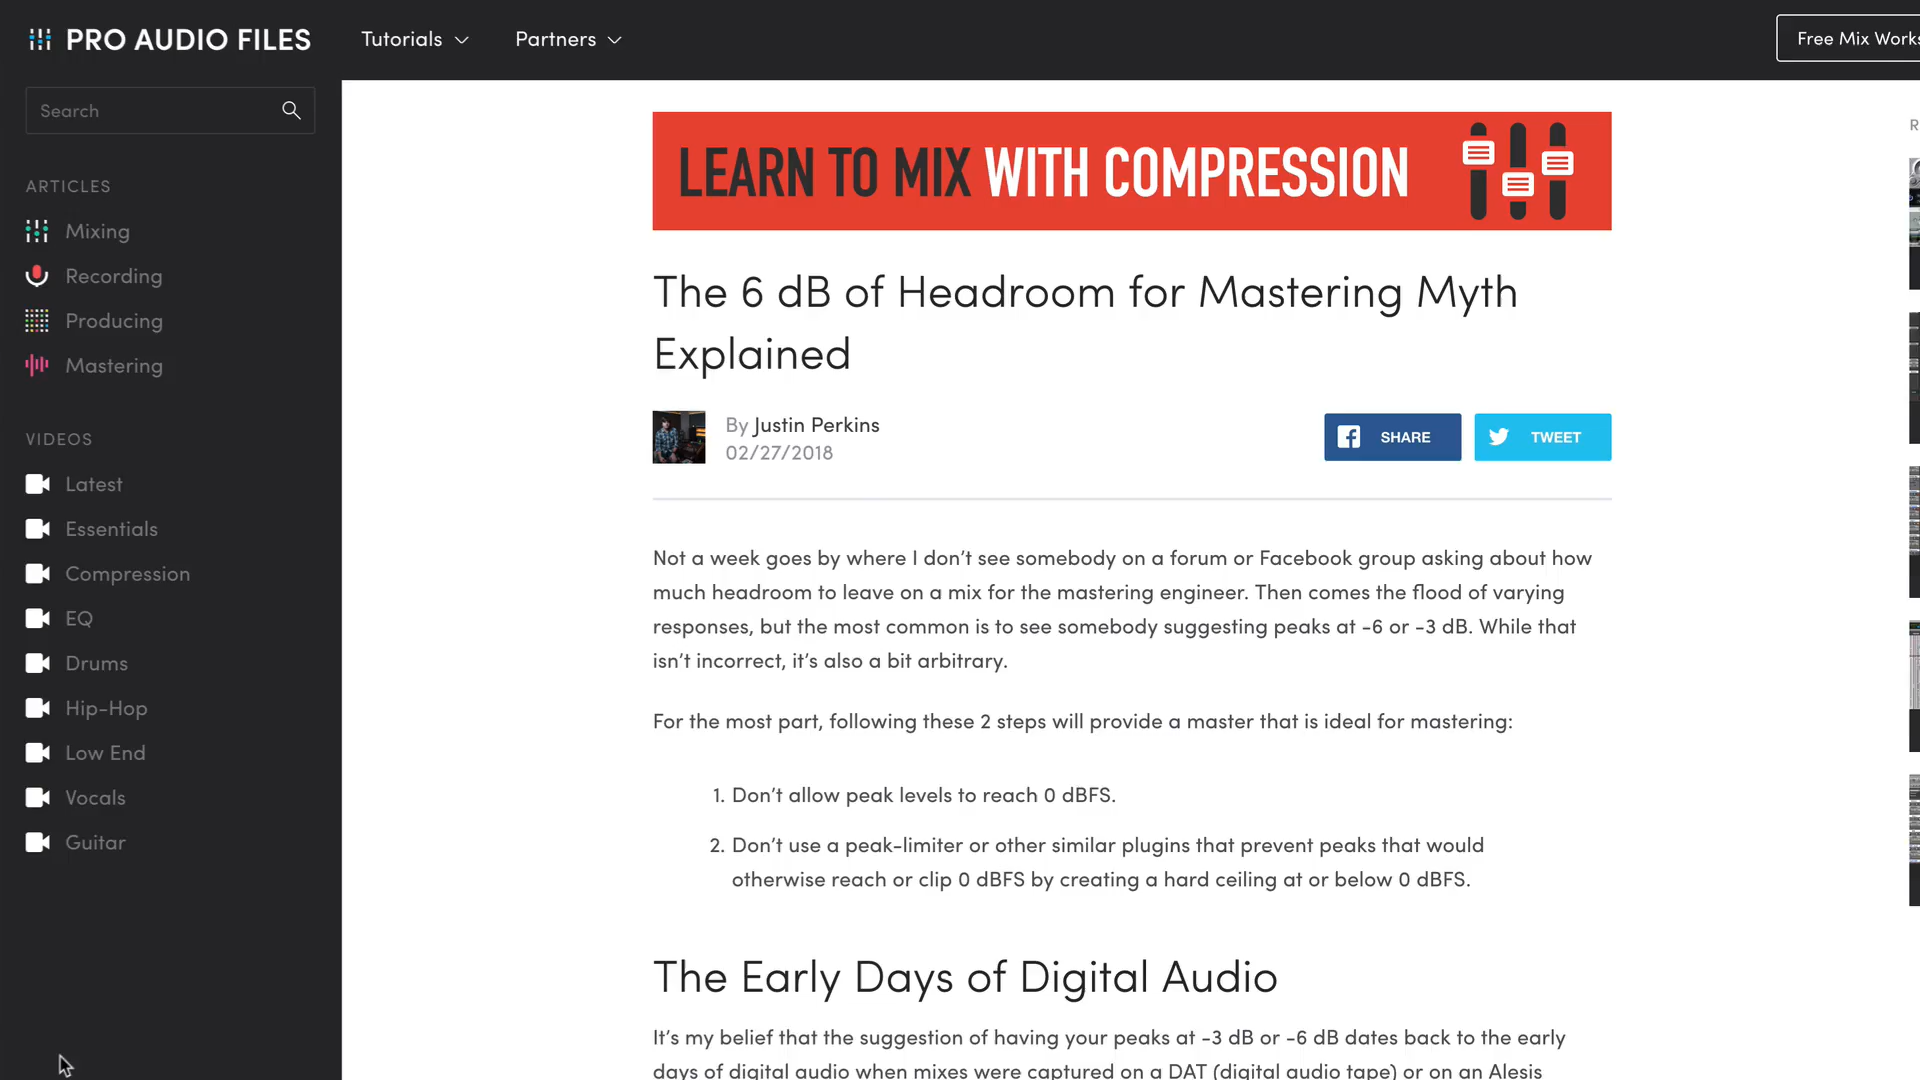 PRO AUDIO FILES
Tutorials
Partners
Free Mix Works
Search
ARTICLES
Mixing
Recording
Producing
Mastering
VIDEOS
Latest
Essentials
Compression
EQ
Drums
Hip-Hop
Low End
Vocals
Guitar
LEARN TO MIX WITH COMPRESSION
The 6 dB of Headroom for Mastering Myth
Explained
By Justin Perkins
02/27/2018
SHARE
TWEET
Not a week goes by where I don’t see somebody on a forum or Facebook group asking about how
much headroom to leave on a mix for the mastering engineer. Then comes the flood of varying
responses, but the most common is to see somebody suggesting peaks at -6 or -3 dB. While that
isn’t incorrect, it’s also a bit arbitrary.
For the most part, following these 2 steps will provide a master that is ideal for mastering:
1. Don’t allow peak levels to reach 0 dBFS.
2. Don’t use a peak-limiter or other similar plugins that prevent peaks that would
otherwise reach or clip 0 dBFS by creating a hard ceiling at or below 0 dBFS.
The Early Days of Digital Audio
It’s my belief that the suggestion of having your peaks at -3 dB or -6 dB dates back to the early
days of digital audio when mixes were captured on a DAT (digital audio tape) or on an Alesis
R